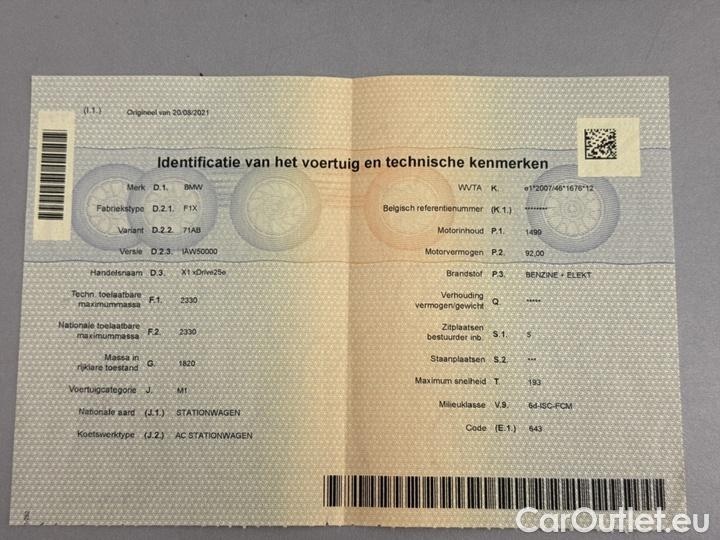 (I.1.) Origineel van 20/08/2021
Identificatie van het voertuig en technische kenmerken
Merk D.1. BMW
Fabriekstype D.2.1. F1X
Variant D.2.2. 71AB
Versie D.2.3. IAW50000
Handelsnaam D.3. X1 xDrive25e
Techn. toelaatbare
maximummassa F.1. 2330
Nationale toelaatbare
maximummassa F.2. 2330
Massa in
rijklare toestand G. 1820
Voertuigcategorie J. M1
Nationale aard (J.1.) STATIONWAGEN
Koetswerktype (J.2.) AC STATIONWAGEN
WVTA K. e1*2007/46*1676*12
Belgisch referentienummer (K.1.) ********
Motorinhoud P.1. 1499
Motorvermogen P.2. 92,00
Brandstof P.3. BENZINE + ELEKT
Verhouding
vermogen/gewicht Q. *****
Zitplaatsen
bestuurder inb. S.1. 5
Staanplaatsen S.2. ***
Maximum snelheid T. 193
Milieuklasse V.9. 6d-ISC-FCM
Code (E.1.) 643
CarOutlet.eu